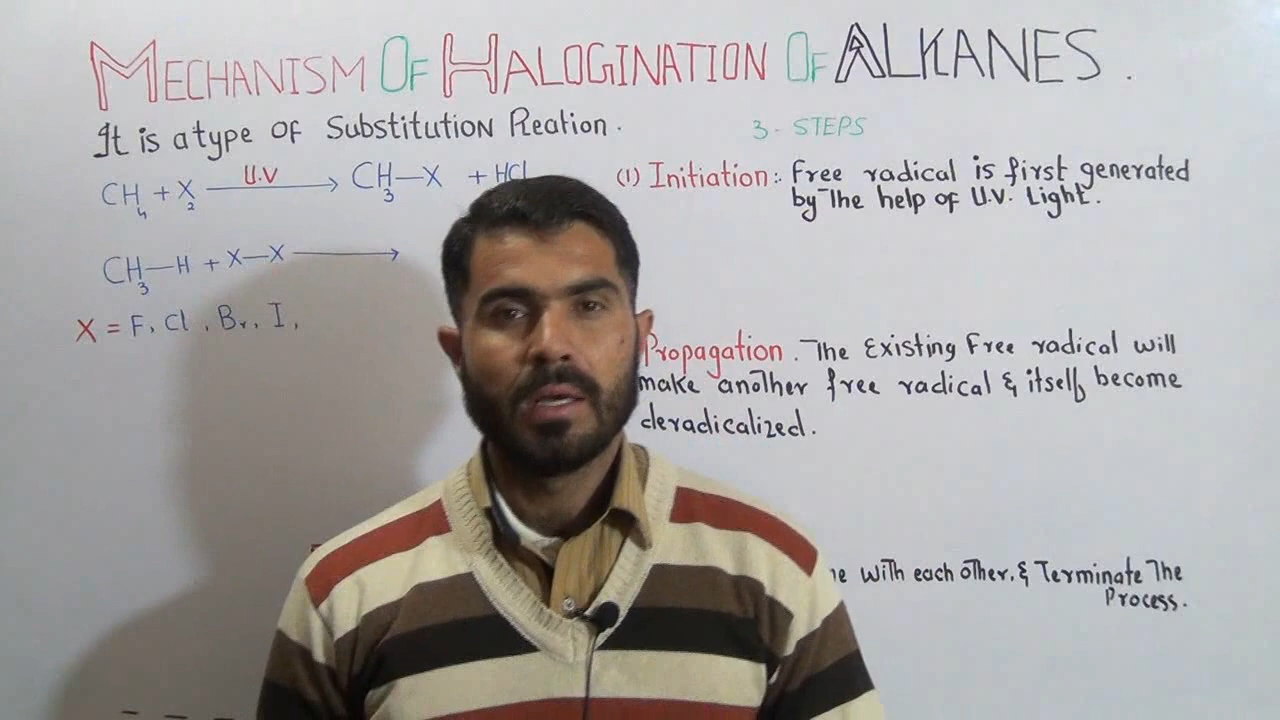 MECHANISM OF HALOGINATION OF ALKANES.
It is a type of Substitution Reation.
3 - STEPS
CH₄ + X₂ U.V → CH₃—X + HCl
CH₃—H + X—X →
X = F, Cl, Br, I,
(1) Initiation:. Free radical is first generated
by The help of U.V. Light.
Propagation. The Existing Free radical will
make another free radical & itself become
deradicalized.
with each other, & Terminate The
Process.